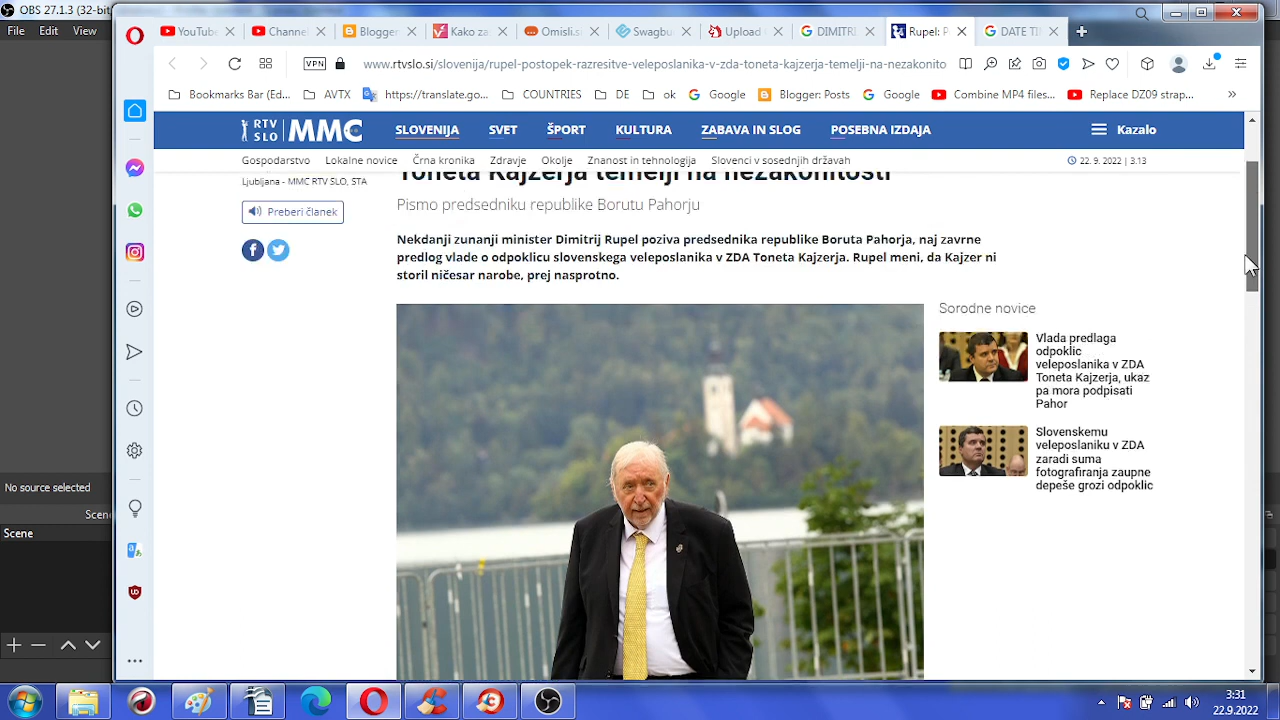 OBS 27.1.3 (32-bit
File Edit View
YouTube
Channe
Blogger
Kako za
Omisli.s
Swagbu
Upload
DIMITRI
Rupel: P
DATE TI
VPN
www.rtvslo.si/slovenija/rupel-postopek-razresitve-veleposlanika-v-zda-toneta-kajzerja-temelji-na-nezakonito
Bookmarks Bar (Ed... AVTX https://translate.go... COUNTRIES DE ok Google Blogger: Posts Google Combine MP4 files... Replace DZ09 strap... »
RTV SLO MMC SLOVENIJA SVET ŠPORT KULTURA ZABAVA IN SLOG POSEBNA IZDAJA Kazalo
Gospodarstvo Lokalne novice Črna kronika Zdravje Okolje Znanost in tehnologija Slovenci v sosednjih državah 22. 9. 2022 | 3.13
Toneta Kajzerja temelji na nezakonitosti
Ljubljana - MMC RTV SLO, STA
Pismo predsedniku republike Borutu Pahorju
Preberi članek
Nekdanji zunanji minister Dimitrij Rupel poziva predsednika republike Boruta Pahorja, naj zavrne
predlog vlade o odpoklicu slovenskega veleposlanika v ZDA Toneta Kajzerja. Rupel meni, da Kajzer ni
storil ničesar narobe, prej nasprotno.
Sorodne novice
Vlada predlaga
odpoklic
veleposlanika v ZDA
Toneta Kajzerja, ukaz
pa mora podpisati
Pahor
Slovenskemu
veleposlaniku v ZDA
zaradi suma
fotografiranja zaupne
depeše grozi odpoklic
No source selected
Scene
Scene
3:31
22.9.2022